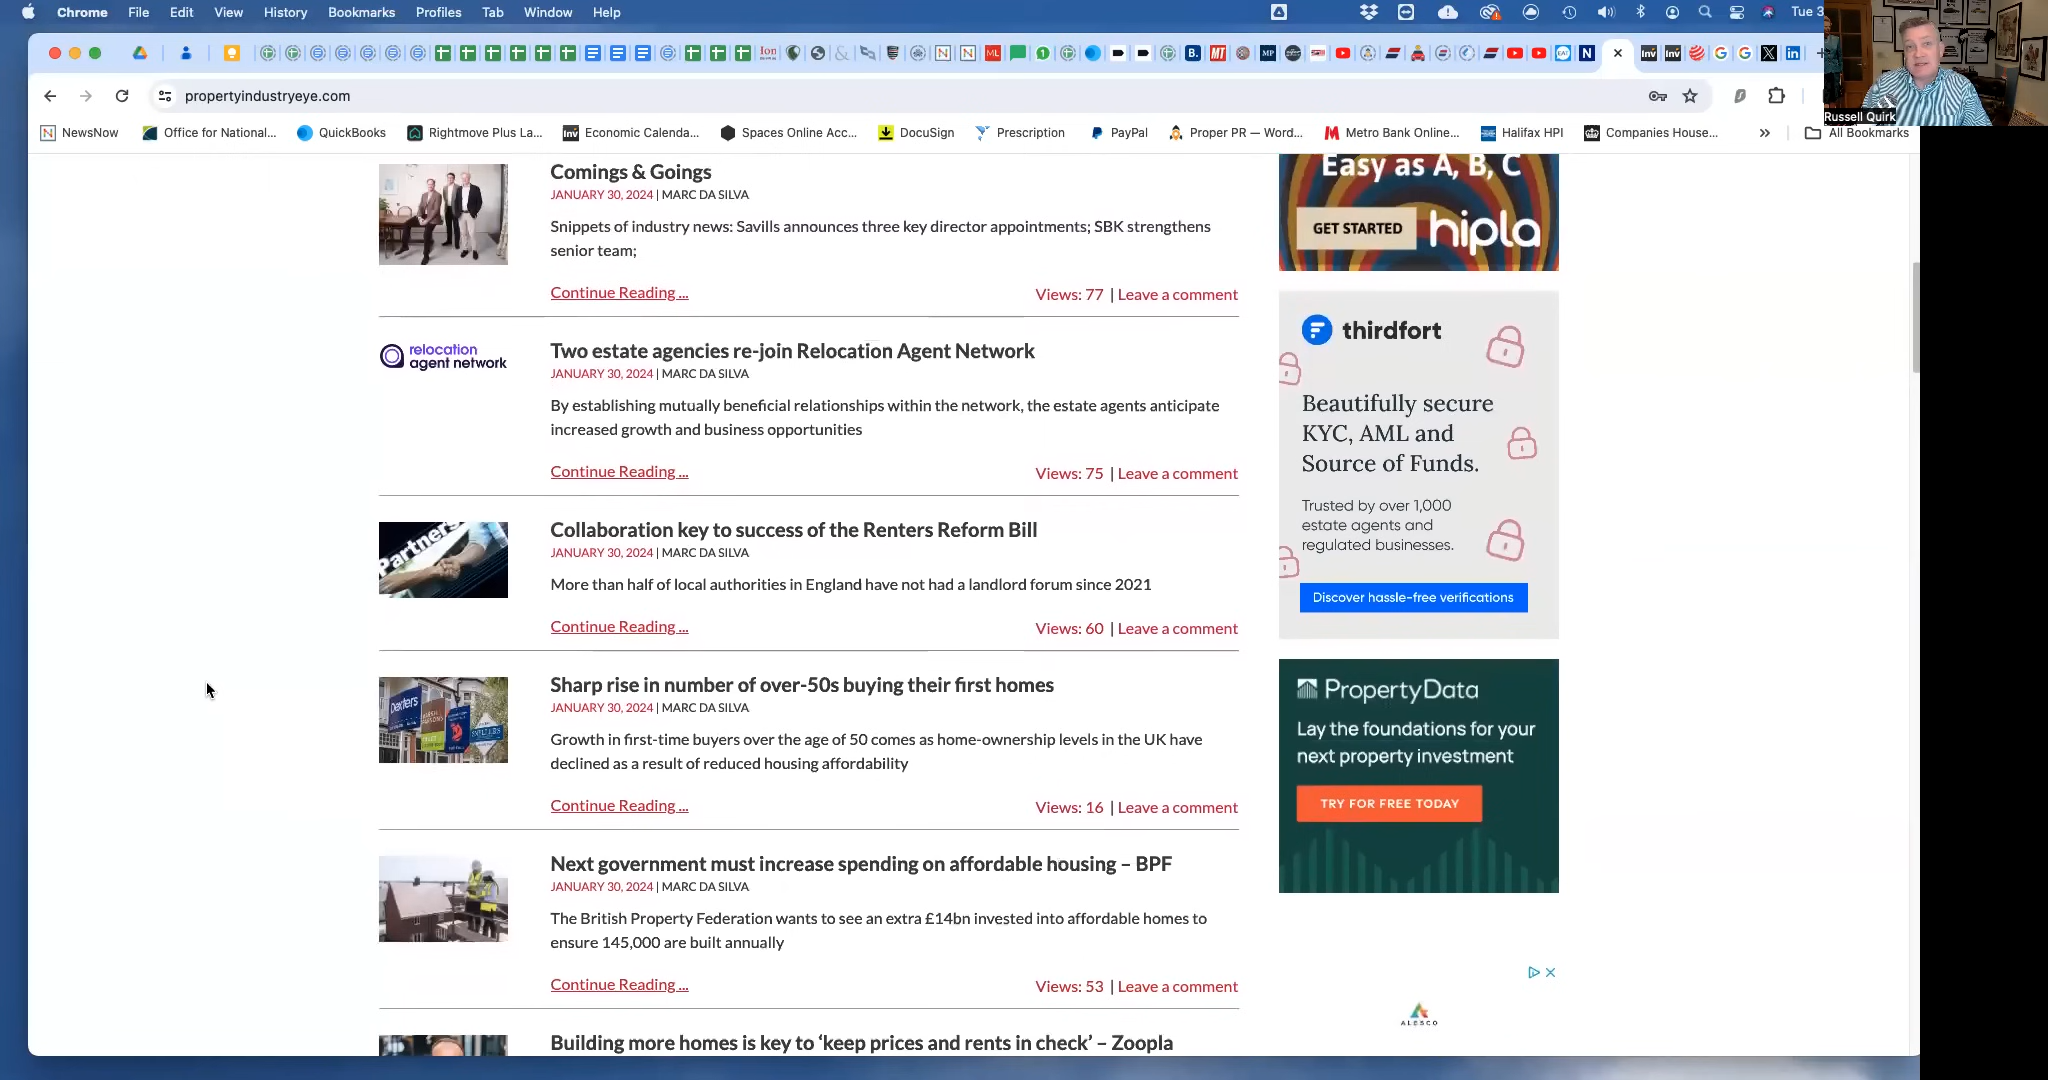 Chrome File Edit View History Bookmarks Profiles Tab Window Help
Tue 3
propertyindustryeye.com
NewsNow
Office for National...
QuickBooks
Rightmove Plus La...
Economic Calenda...
Spaces Online Acc...
DocuSign
Prescription
PayPal
Proper PR — Word...
Metro Bank Online...
Halifax HPI
Companies House...
»
All Bookmarks
Russell Quirk
Comings & Goings
JANUARY 30, 2024 | MARC DA SILVA
Snippets of industry news: Savills announces three key director appointments; SBK strengthens
senior team;
Continue Reading ...
Views: 77 | Leave a comment
relocation
agent network
Two estate agencies re-join Relocation Agent Network
JANUARY 30, 2024 | MARC DA SILVA
By establishing mutually beneficial relationships within the network, the estate agents anticipate
increased growth and business opportunities
Continue Reading ...
Views: 75 | Leave a comment
Partners
Collaboration key to success of the Renters Reform Bill
JANUARY 30, 2024 | MARC DA SILVA
More than half of local authorities in England have not had a landlord forum since 2021
Continue Reading ...
Views: 60 | Leave a comment
Dexters
Sharp rise in number of over-50s buying their first homes
JANUARY 30, 2024 | MARC DA SILVA
Growth in first-time buyers over the age of 50 comes as home-ownership levels in the UK have
declined as a result of reduced housing affordability
Continue Reading ...
Views: 16 | Leave a comment
Next government must increase spending on affordable housing – BPF
JANUARY 30, 2024 | MARC DA SILVA
The British Property Federation wants to see an extra £14bn invested into affordable homes to
ensure 145,000 are built annually
Continue Reading ...
Views: 53 | Leave a comment
Building more homes is key to ‘keep prices and rents in check’ – Zoopla
Easy as A, B, C
GET STARTED
hipla
thirdfort
Beautifully secure
KYC, AML and
Source of Funds.
Trusted by over 1,000
estate agents and
regulated businesses.
Discover hassle-free verifications
PropertyData
Lay the foundations for your
next property investment
TRY FOR FREE TODAY
ALESCO